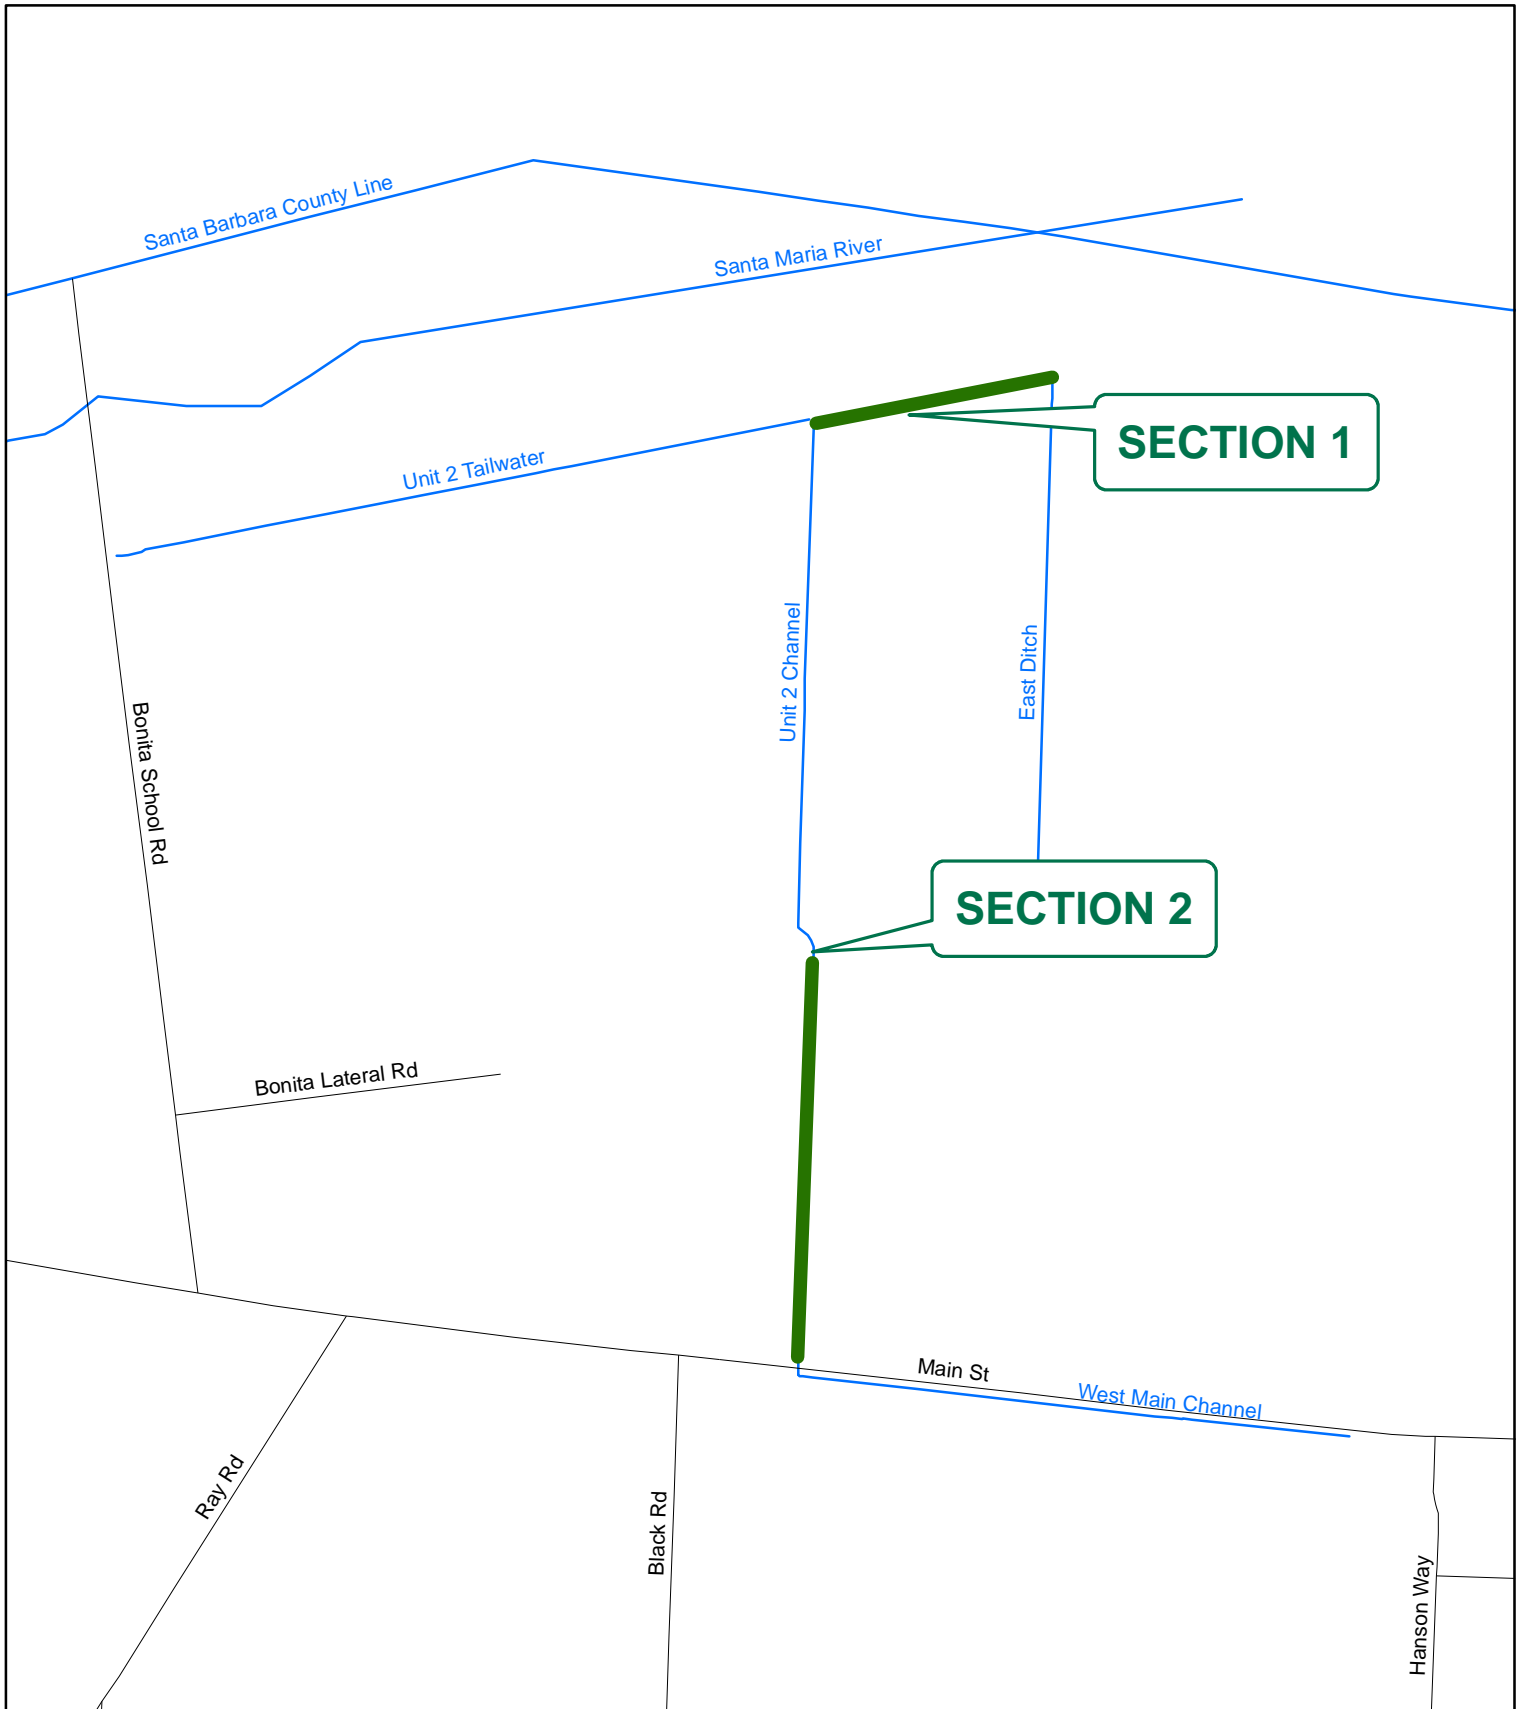 Santa Barbara County Line
Santa Maria River
SECTION 1
Unit 2 Tailwater
Unit 2 Channel
East Ditch
Bonita School Rd
SECTION 2
Bonita Lateral Rd
Main St
West Main Channel
Ray Rd
Black Rd
Hanson Way